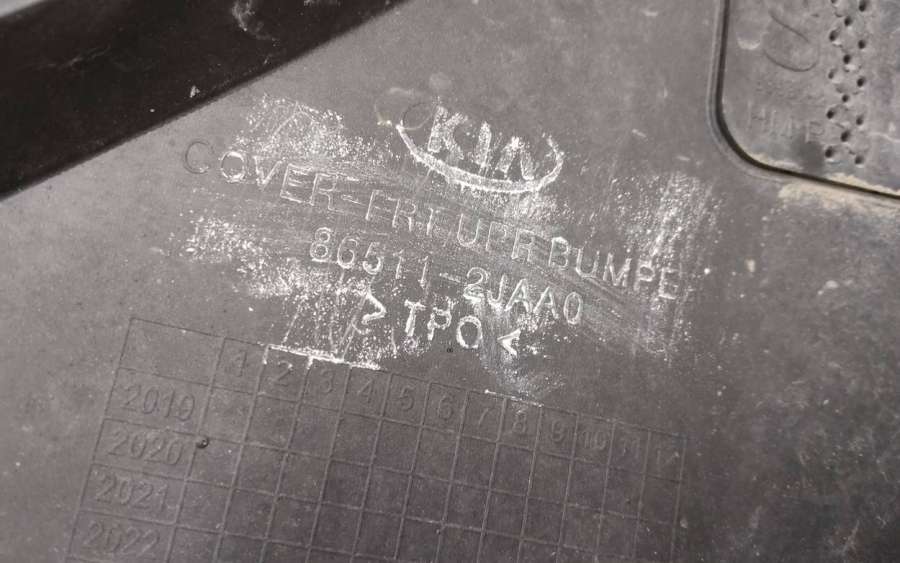 KIA
COVER-FRT UPR BUMPE
86511-2JAA0
>TPO<
1 2 3 4 5 6 7 8 9 10 11 12
2019
2020
2021
2022